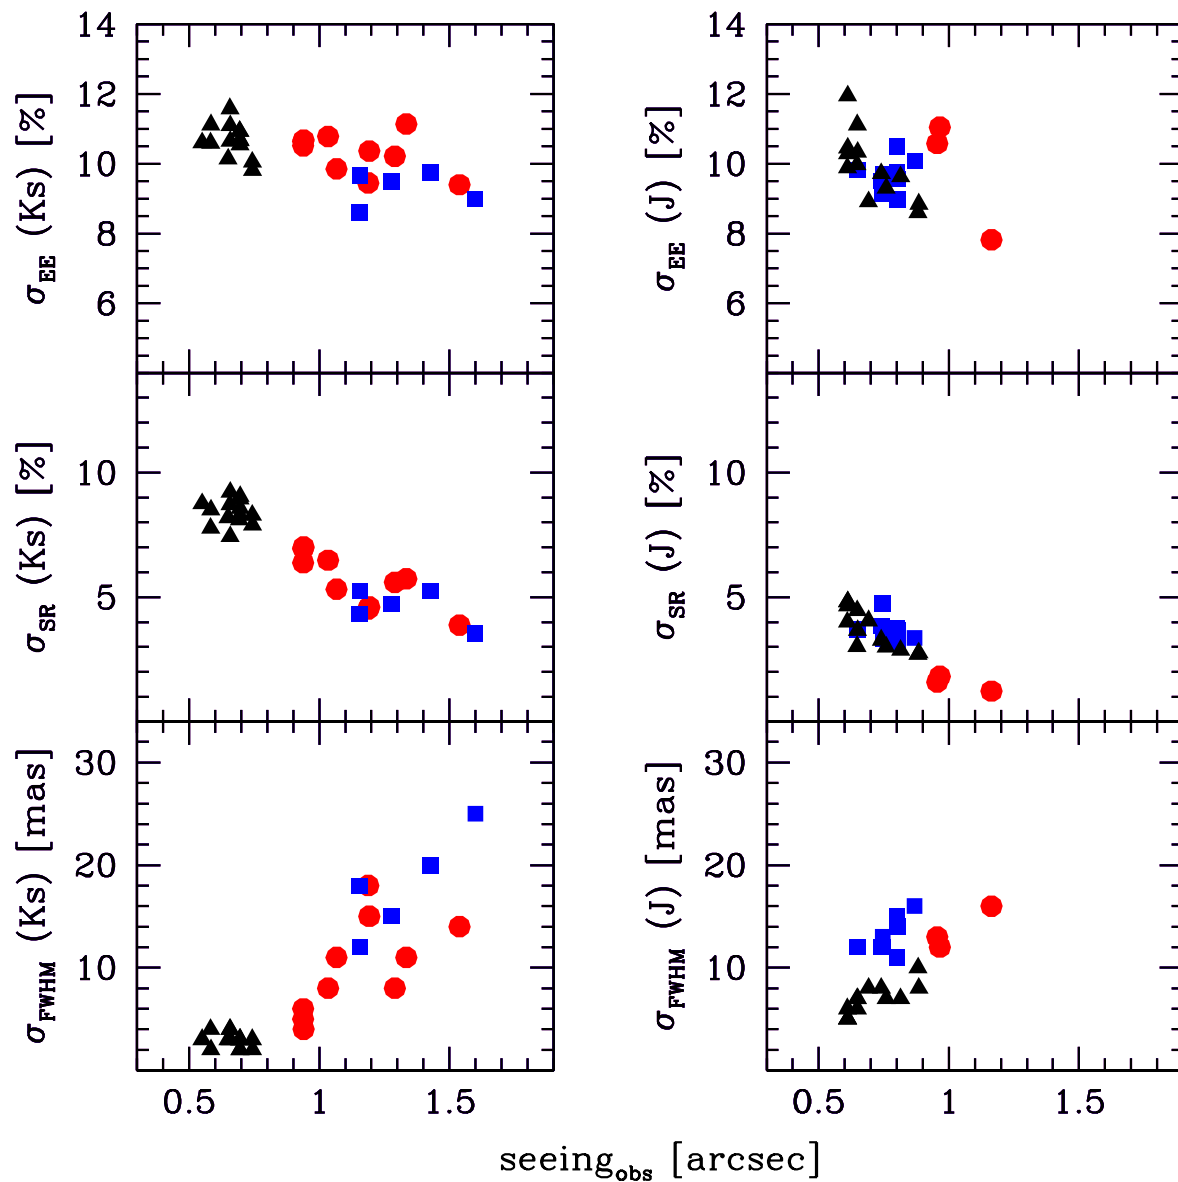 σEE (Ks) [%]
14
12
10
8
6
σEE (J) [%]
14
12
10
8
6
σSR (Ks) [%]
10
5
σSR (J) [%]
10
5
σFWHM (Ks) [mas]
30
20
10
σFWHM (J) [mas]
30
20
10
0.5 1 1.5
0.5 1 1.5
seeingobs [arcsec]